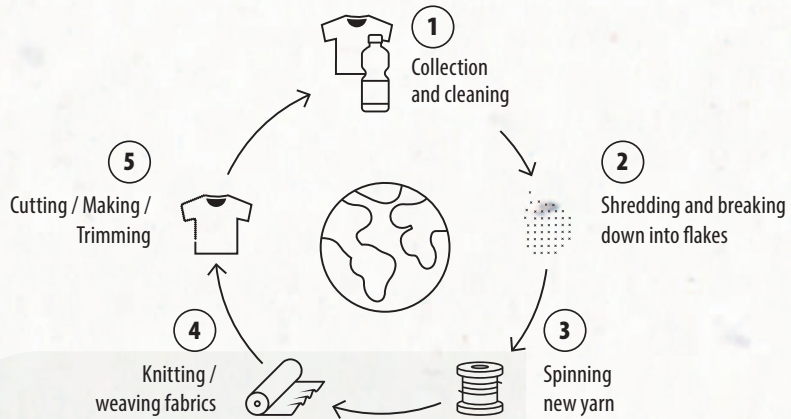 1
Collection
and cleaning
2
Shredding and breaking
down into flakes
3
Spinning
new yarn
4
Knitting /
weaving fabrics
5
Cutting / Making /
Trimming